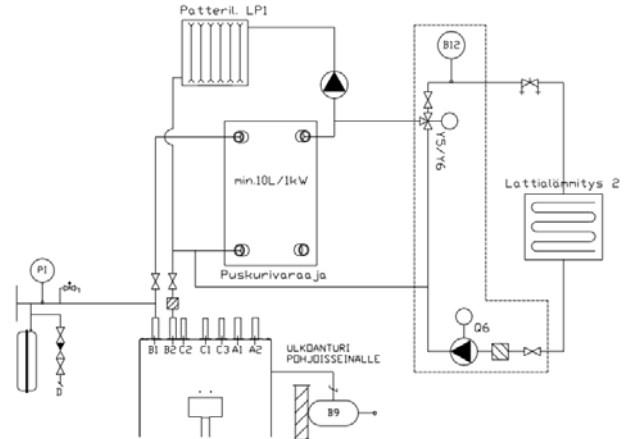 Patteril. LP1
B12
Y5/Y6
min.10L/1kW
Lattialämmitys 2
Puskurivaraaja
P1
Q6
B1 B2 C2 C1 C3 A1 A2
ULKOANTURI
POHJOISSEINÄLLE
B9